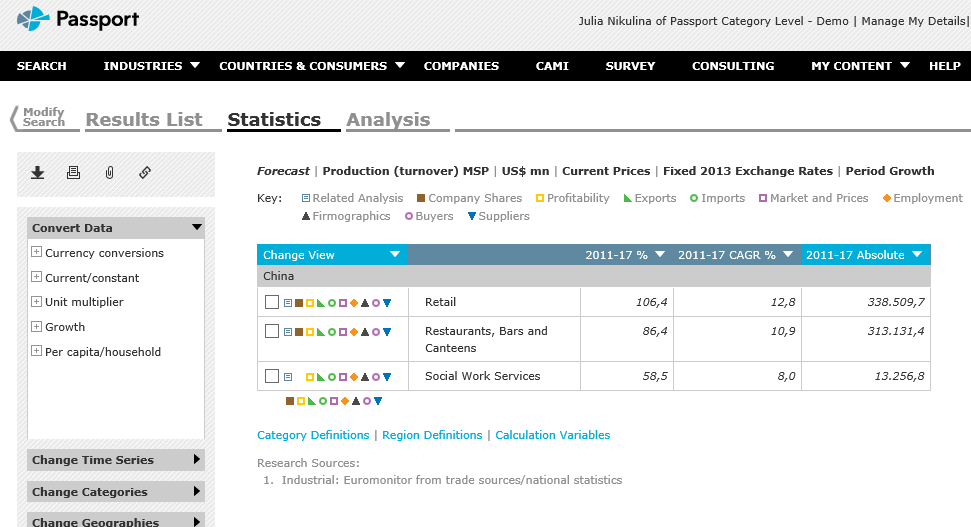 Passport
Julia Nikulina of Passport Category Level - Demo | Manage My Details|
SEARCH INDUSTRIES COUNTRIES & CONSUMERS COMPANIES CAMI SURVEY CONSULTING MY CONTENT HELP
Modify
Search
Results List Statistics Analysis
Forecast | Production (turnover) MSP | US$ mn | Current Prices | Fixed 2013 Exchange Rates | Period Growth
Key: Related Analysis Company Shares Profitability Exports Imports Market and Prices Employment
Firmographics Buyers Suppliers
Convert Data
Currency conversions
Current/constant
Unit multiplier
Growth
Per capita/household
Change Time Series
Change Categories
Change Geographies
Change View 2011-17 % 2011-17 CAGR % 2011-17 Absolute
China
Retail 106,4 12,8 338.509,7
Restaurants, Bars and 86,4 10,9 313.131,4
Canteens
Social Work Services 58,5 8,0 13.256,8
Category Definitions | Region Definitions | Calculation Variables
Research Sources:
1. Industrial: Euromonitor from trade sources/national statistics